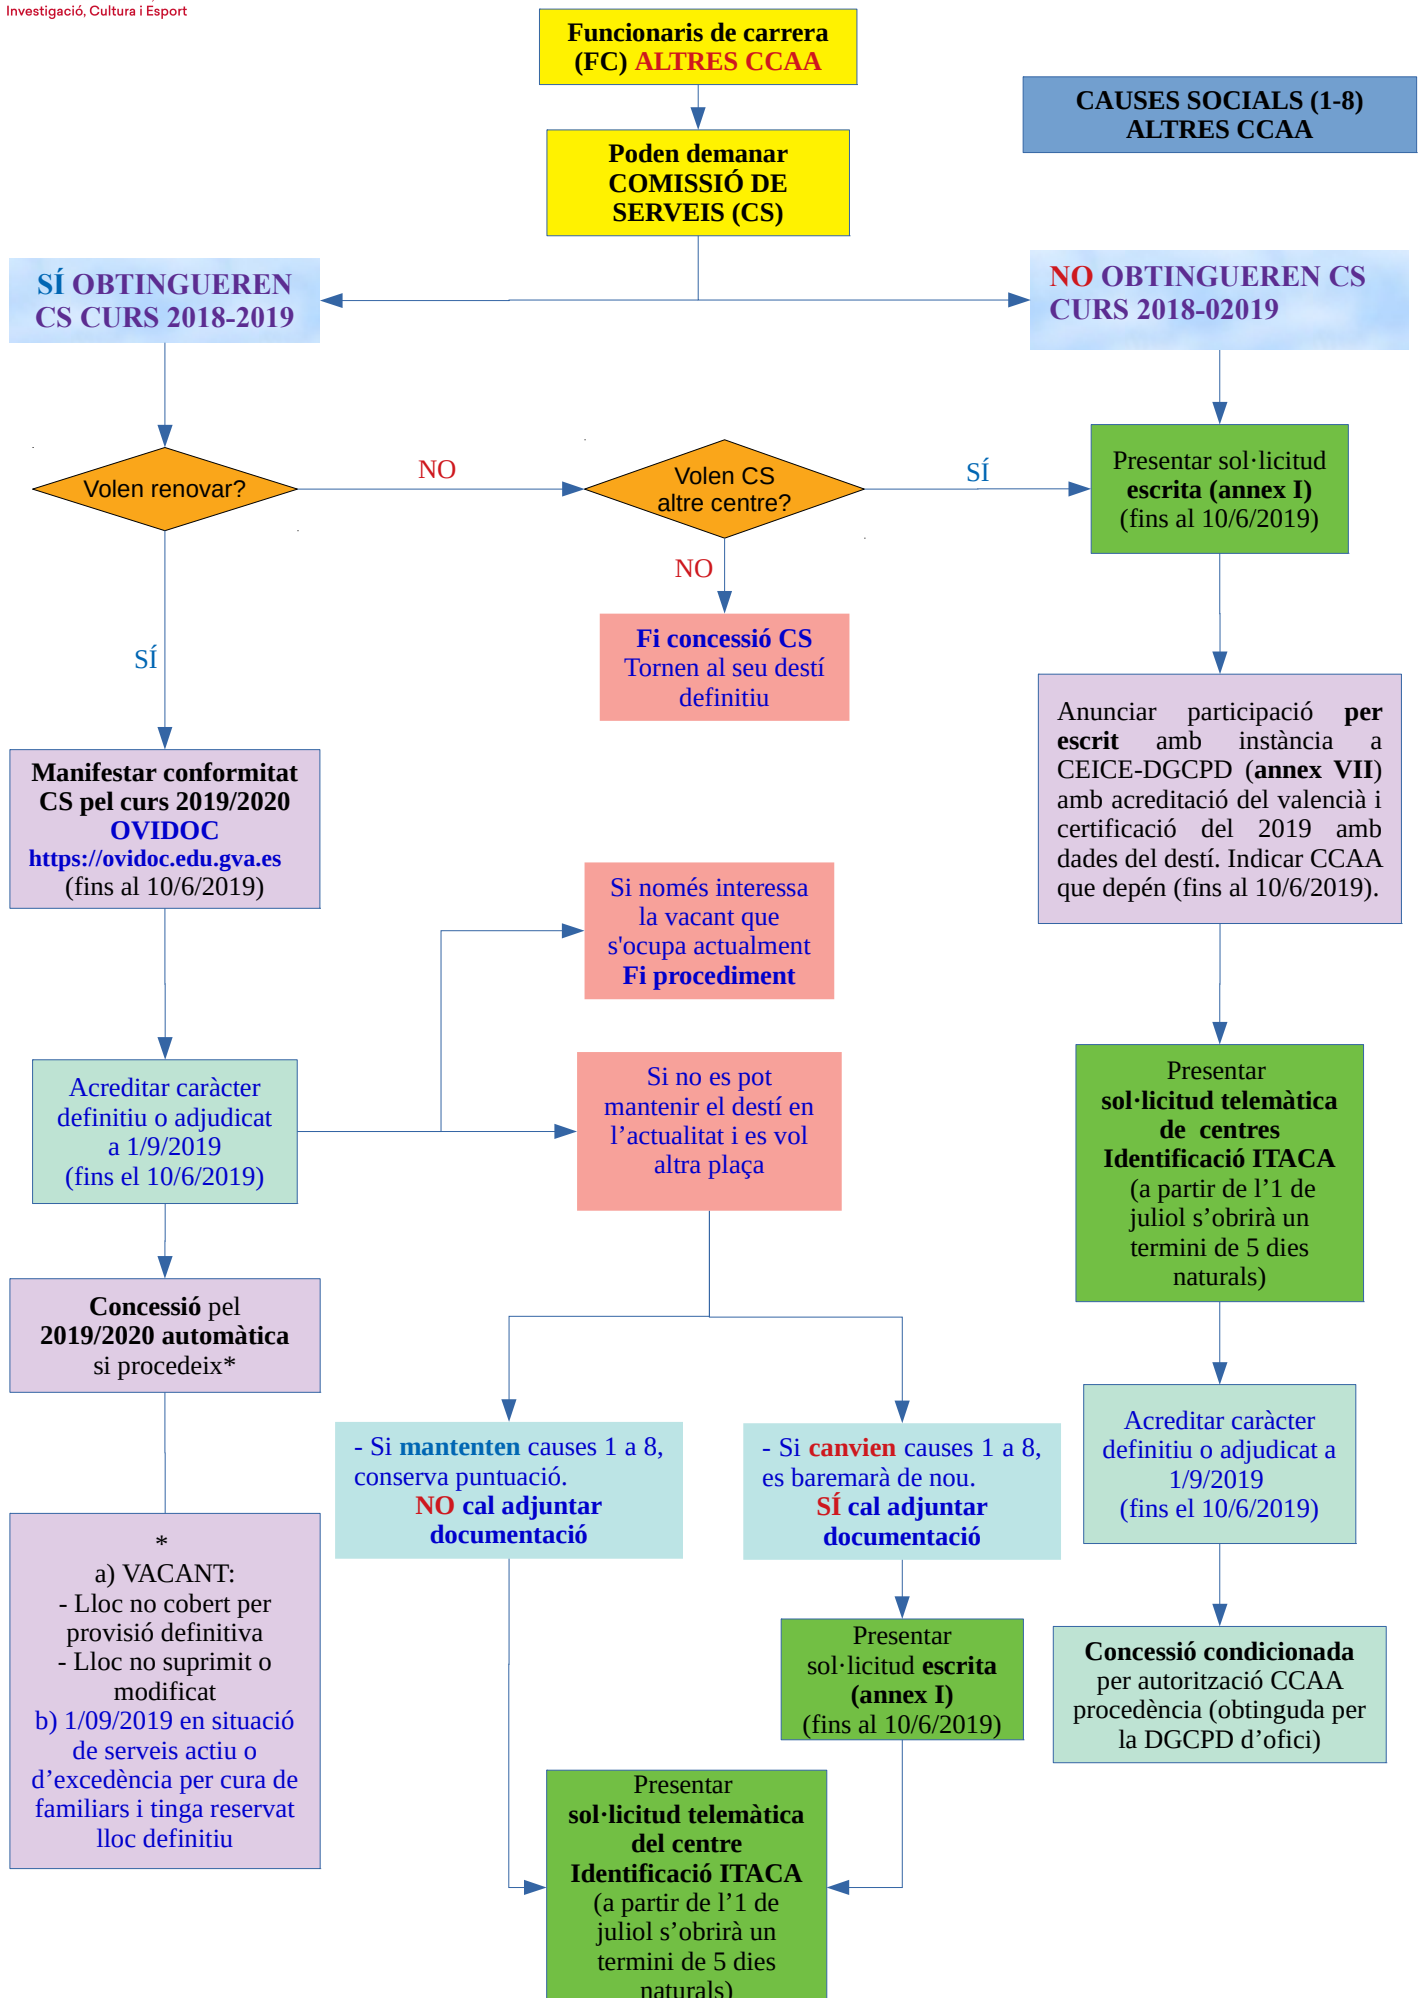 Investigació, Cultura i Esport
Funcionaris de carrera
(FC) ALTRES CCAA
CAUSES SOCIALS (1-8)
ALTRES CCAA
Poden demanar
COMISSIÓ DE
SERVEIS (CS)
SÍ OBTINGUEREN
CS CURS 2018-2019
NO OBTINGUEREN CS
CURS 2018-02019
Volen renovar?
NO
Volen CS
altre centre?
SÍ
Presentar sol·licitud
escrita (annex I)
(fins al 10/6/2019)
NO
Fi concessió CS
Tornen al seu destí
definitiu
SÍ
Anunciar participació per
escrit amb instància a
CEICE-DGCPD (annex VII)
amb acreditació del valencià i
certificació del 2019 amb
dades del destí. Indicar CCAA
que depén (fins al 10/6/2019).
Manifestar conformitat
CS pel curs 2019/2020
OVIDOC
https://ovidoc.edu.gva.es
(fins al 10/6/2019)
Si només interessa
la vacant que
s'ocupa actualment
Fi procediment
Acreditar caràcter
definitiu o adjudicat
a 1/9/2019
(fins el 10/6/2019)
Si no es pot
mantenir el destí en
l’actualitat i es vol
altra plaça
Presentar
sol·licitud telemàtica
de centres
Identificació ITACA
(a partir de l’1 de
juliol s’obrirà un
termini de 5 dies
naturals)
Concessió pel
2019/2020 automàtica
si procedeix*
- Si mantenten causes 1 a 8,
conserva puntuació.
NO cal adjuntar
documentació
- Si canvien causes 1 a 8,
es baremarà de nou.
SÍ cal adjuntar
documentació
Acreditar caràcter
definitiu o adjudicat a
1/9/2019
(fins el 10/6/2019)
*
a) VACANT:
- Lloc no cobert per
provisió definitiva
- Lloc no suprimit o
modificat
b) 1/09/2019 en situació
de serveis actiu o
d’excedència per cura de
familiars i tinga reservat
lloc definitiu
Presentar
sol·licitud escrita
(annex I)
(fins al 10/6/2019)
Concessió condicionada
per autorització CCAA
procedència (obtinguda per
la DGCPD d’ofici)
Presentar
sol·licitud telemàtica
del centre
Identificació ITACA
(a partir de l’1 de
juliol s’obrirà un
termini de 5 dies
naturals)